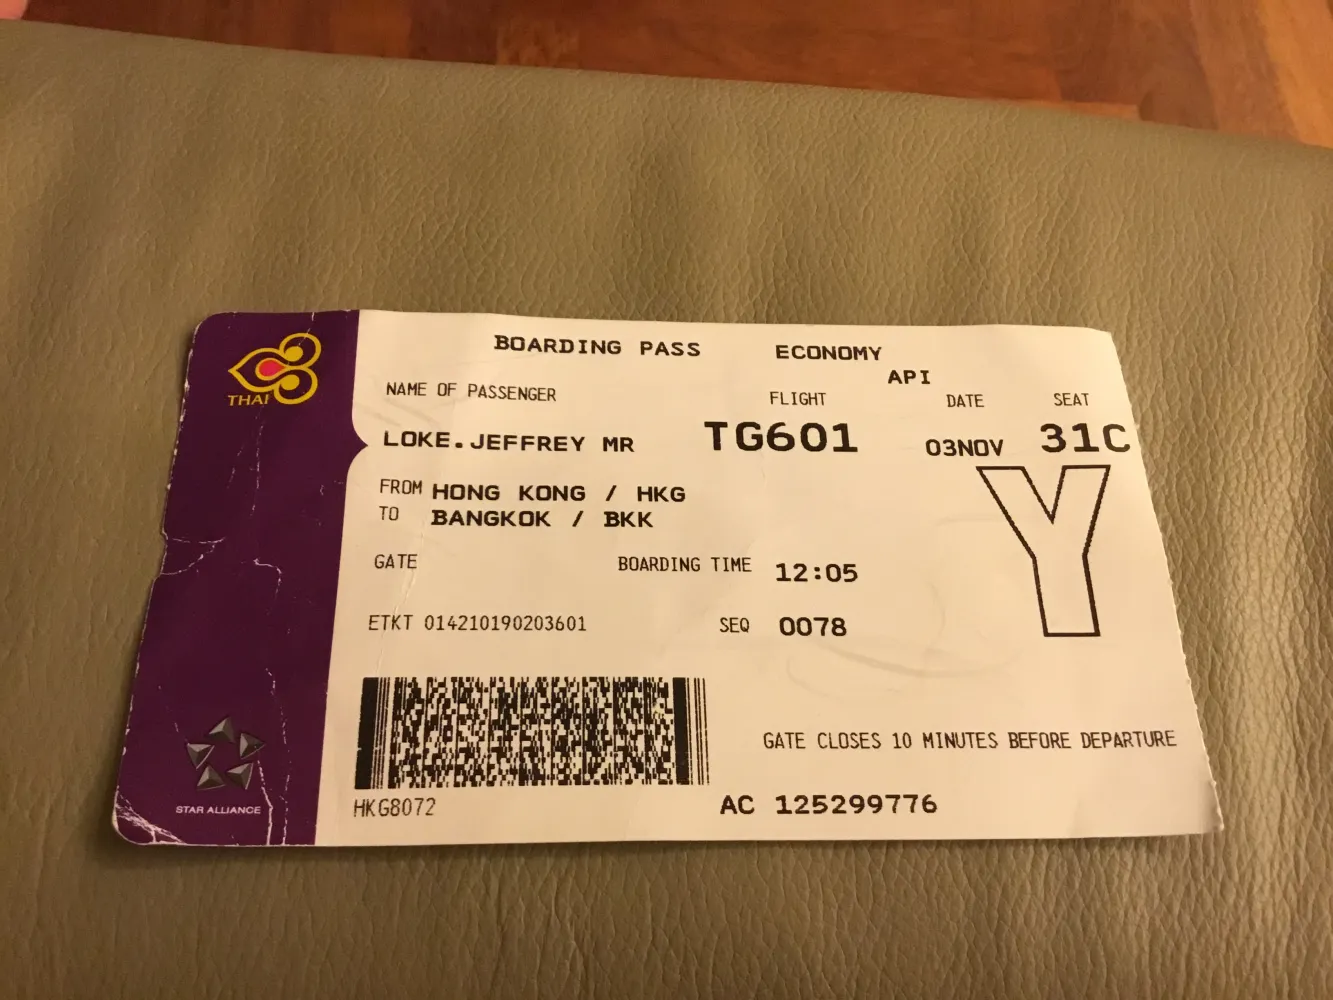 BOARDING PASS ECONOMY
API
THAI
NAME OF PASSENGER FLIGHT DATE SEAT
LOKE.JEFFREY MR TG601 03NOV 31C
Y
FROM HONG KONG / HKG
TO BANGKOK / BKK
GATE BOARDING TIME 12:05
ETKT 014210190203601 SEQ 0078
GATE CLOSES 10 MINUTES BEFORE DEPARTURE
STAR ALLIANCE
HKG8072 AC 125299776